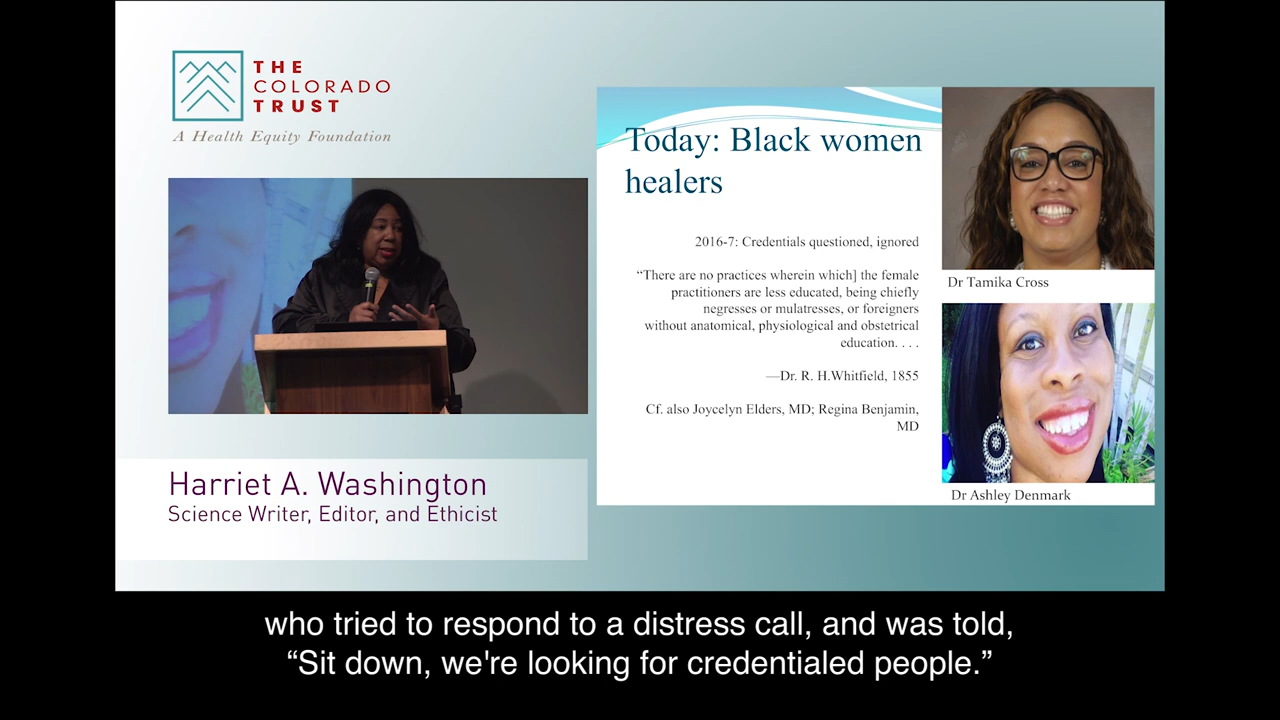 THE
COLORADO
TRUST
A Health Equity Foundation
Harriet A. Washington
Science Writer, Editor, and Ethicist
Today: Black women
healers
2016-7: Credentials questioned, ignored
“There are no practices wherein which] the female
practitioners are less educated, being chiefly
negresses or mulatresses, or foreigners
without anatomical, physiological and obstetrical
education. . . .
—Dr. R. H.Whitfield, 1855
Cf. also Joycelyn Elders, MD; Regina Benjamin,
MD
Dr Tamika Cross
Dr Ashley Denmark
who tried to respond to a distress call, and was told,
“Sit down, we're looking for credentialed people.”